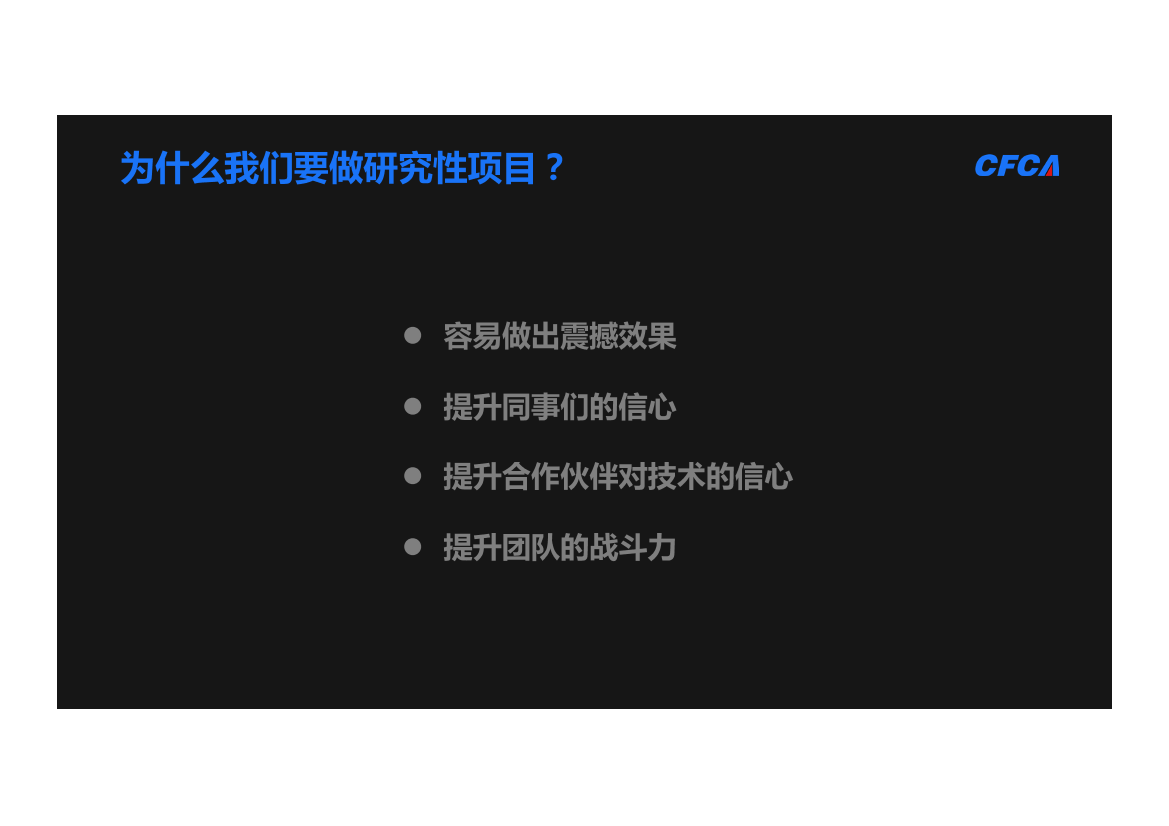 为什么我们要做研究性项目？
CFCA
● 容易做出震撼效果
● 提升同事们的信心
● 提升合作伙伴对技术的信心
● 提升团队的战斗力